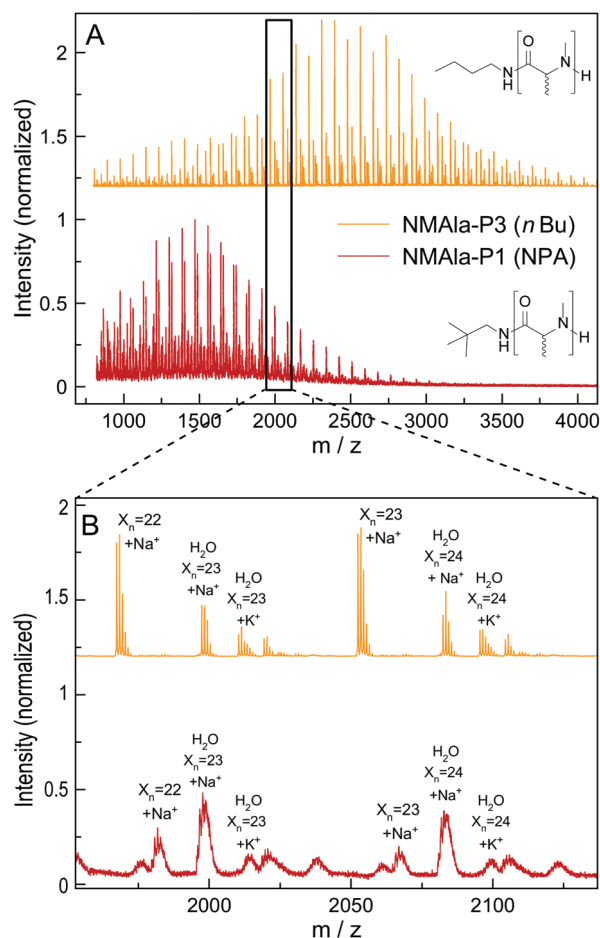 A
2
1.5
1
0.5
0
Intensity (normalized)
O
N
NH
H
NMAla-P3 (n Bu)
NMAla-P1 (NPA)
O
N
N
H
H
1000 1500 2000 2500 3000 3500 4000
m / z
B
2
1.5
1
0.5
0
Intensity (normalized)
Xn=22
+Na+
H2O
Xn=23
+Na+
H2O
Xn=23
+K+
Xn=23
+Na+
H2O
Xn=24
+ Na+
H2O
Xn=24
+K+
Xn=22
+Na+
H2O
Xn=23
+Na+
H2O
Xn=23
+K+
Xn=23
+Na+
H2O
Xn=24
+Na+
H2O
Xn=24
+K+
2000 2050 2100
m / z